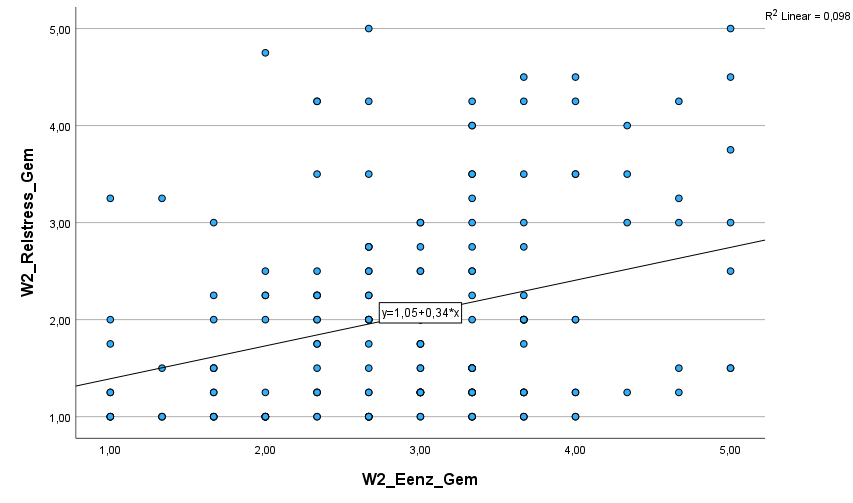 R2 Linear = 0,098
5,00
4,00
3,00
2,00
1,00
W2_Relstress_Gem
y=1,05+0,34*x
1,00 2,00 3,00 4,00 5,00
W2_Eenz_Gem